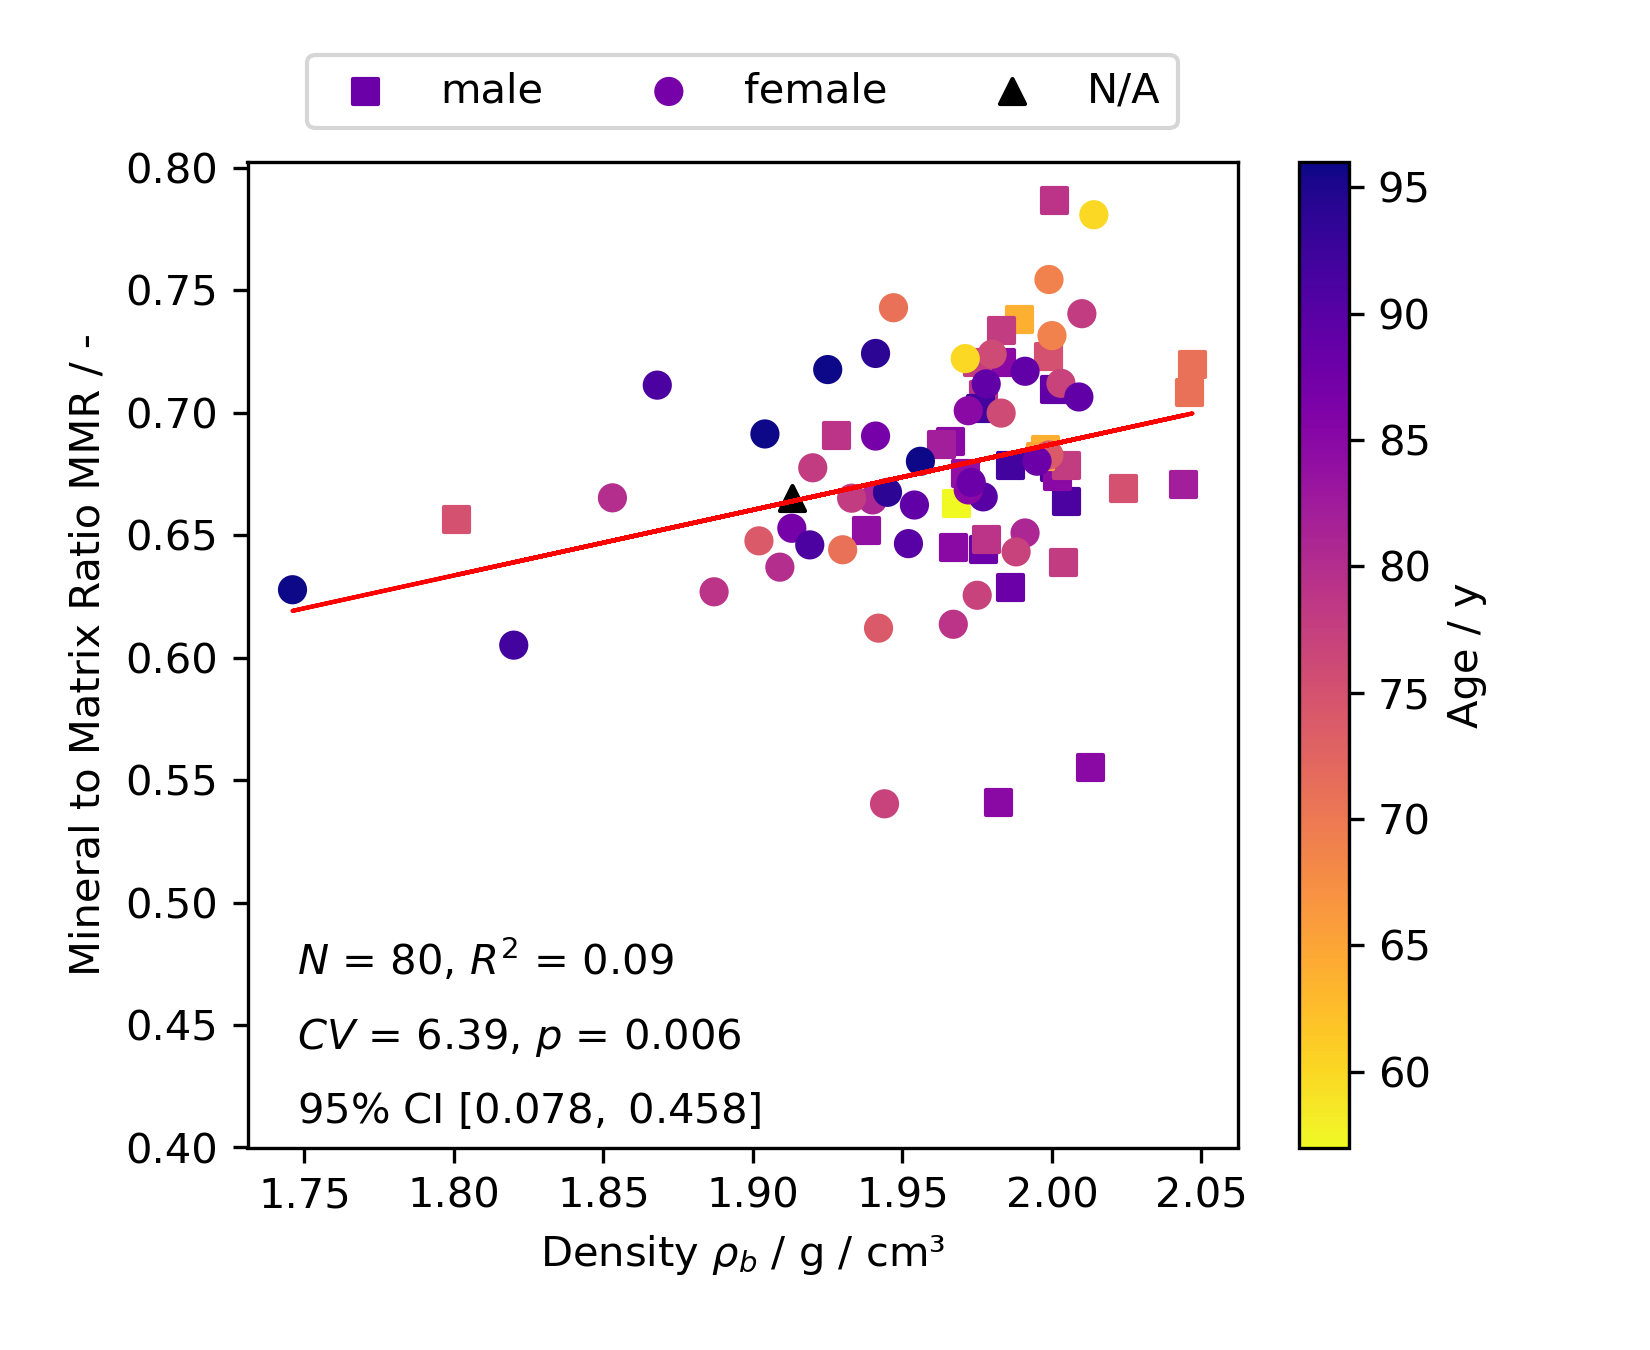 male female N/A
0.80
0.75
0.70
0.65
0.60
0.55
0.50
0.45
0.40
Mineral to Matrix Ratio MMR / -
N = 80, R² = 0.09
CV = 6.39, p = 0.006
95% CI [0.078, 0.458]
1.75 1.80 1.85 1.90 1.95 2.00 2.05
Density ρ_b / g / cm³
95
90
85
80
75
70
65
60
Age / y